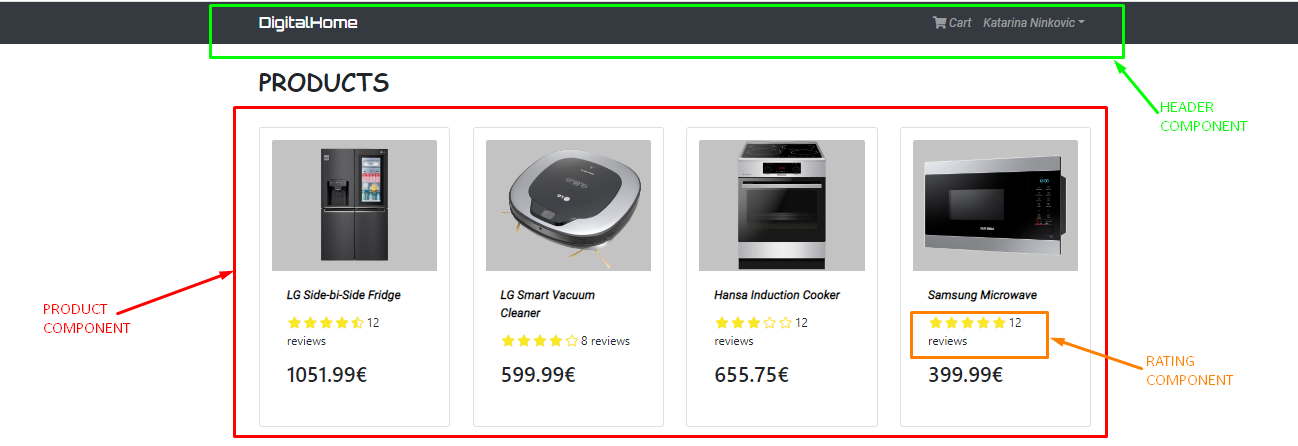 DigitalHome
Cart
Katarina Ninkovic
PRODUCTS
HEADER
COMPONENT
LG Side-bi-Side Fridge
12
reviews
1051.99€
LG Smart Vacuum
Cleaner
8 reviews
599.99€
Hansa Induction Cooker
12
reviews
655.75€
Samsung Microwave
12
reviews
399.99€
PRODUCT
COMPONENT
RATING
COMPONENT
LG
SAMSUNG